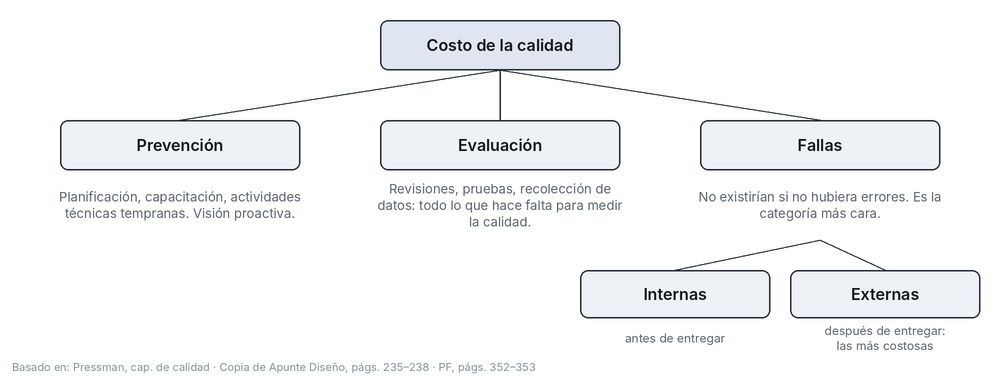 Costo de la calidad
Prevención
Evaluación
Fallas
Planificación, capacitación, actividades
técnicas tempranas. Visión proactiva.
Revisiones, pruebas, recolección de
datos: todo lo que hace falta para medir
la calidad.
No existirían si no hubiera errores. Es la
categoría más cara.
Internas
Externas
antes de entregar
después de entregar:
las más costosas
Basado en: Pressman, cap. de calidad · Copia de Apunte Diseño, págs. 235–238 · PF, págs. 352–353